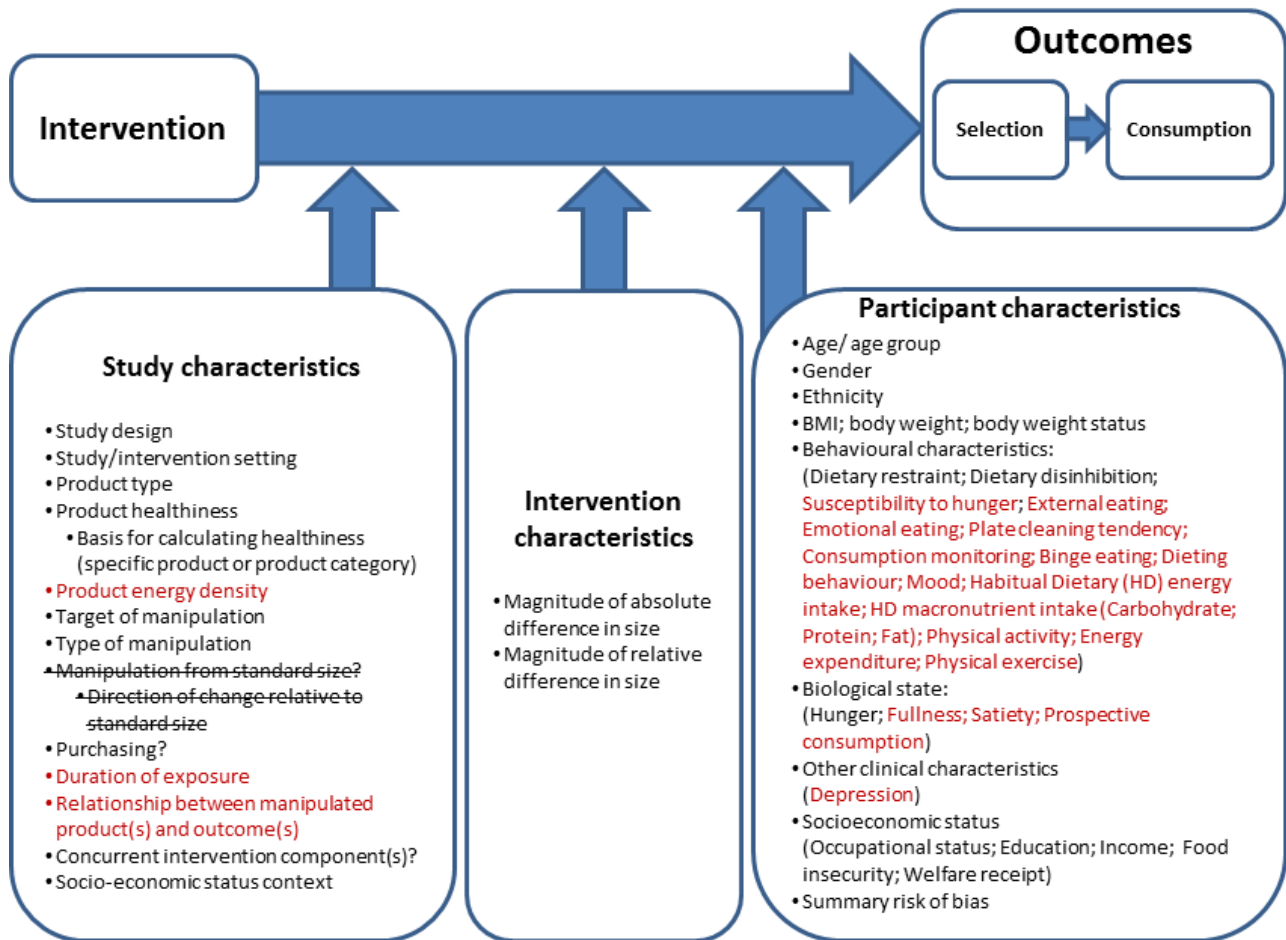 Intervention
Outcomes
Selection
Consumption
Study characteristics
•Study design
•Study/intervention setting
•Product type
•Product healthiness
•Basis for calculating healthiness
(specific product or product category)
•Product energy density
•Target of manipulation
•Type of manipulation
•Manipulation from standard size?
•Direction of change relative to
standard size
•Purchasing?
•Duration of exposure
•Relationship between manipulated
product(s) and outcome(s)
•Concurrent intervention component(s)?
•Socio-economic status context
Intervention
characteristics
•Magnitude of absolute
difference in size
•Magnitude of relative
difference in size
Participant characteristics
•Age/ age group
•Gender
•Ethnicity
•BMI; body weight; body weight status
•Behavioural characteristics:
(Dietary restraint; Dietary disinhibition;
Susceptibility to hunger; External eating;
Emotional eating; Plate cleaning tendency;
Consumption monitoring; Binge eating; Dieting
behaviour; Mood; Habitual Dietary (HD) energy
intake; HD macronutrient intake (Carbohydrate;
Protein; Fat); Physical activity; Energy
expenditure; Physical exercise)
•Biological state:
(Hunger; Fullness; Satiety; Prospective
consumption)
•Other clinical characteristics
(Depression)
•Socioeconomic status
(Occupational status; Education; Income; Food
insecurity; Welfare receipt)
•Summary risk of bias